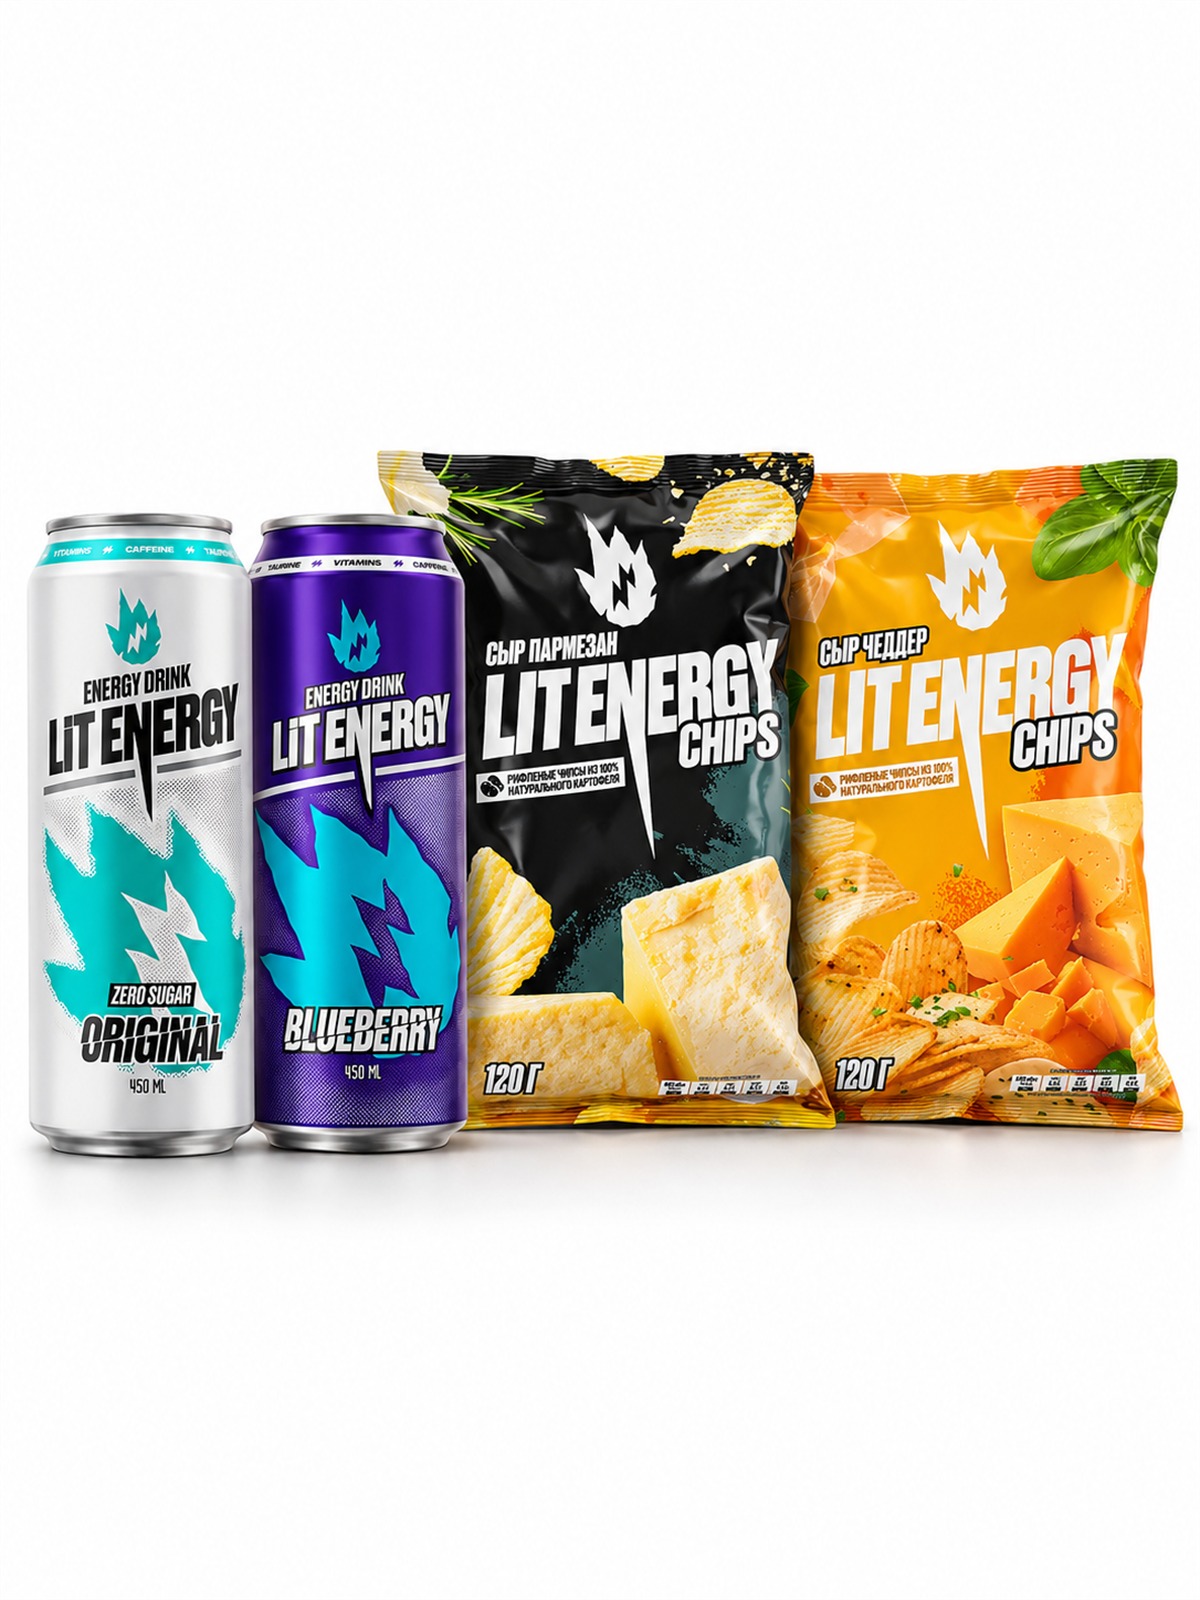 VITAMINS CAFFEINE TAURINE
ENERGY DRINK
LIT ENERGY
ZERO SUGAR
ORIGINAL
450 ML
TAURINE VITAMINS CAFFEINE
ENERGY DRINK
LIT ENERGY
BLUEBERRY
450 ML
СЫР ПАРМЕЗАН
LIT ENERGY
CHIPS
РИФЛЕНЫЕ ЧИПСЫ ИЗ 100%
НАТУРАЛЬНОГО КАРТОФЕЛЯ
120 Г
СЫР ЧЕДДЕР
LIT ENERGY
CHIPS
РИФЛЕНЫЕ ЧИПСЫ ИЗ 100%
НАТУРАЛЬНОГО КАРТОФЕЛЯ
120 Г